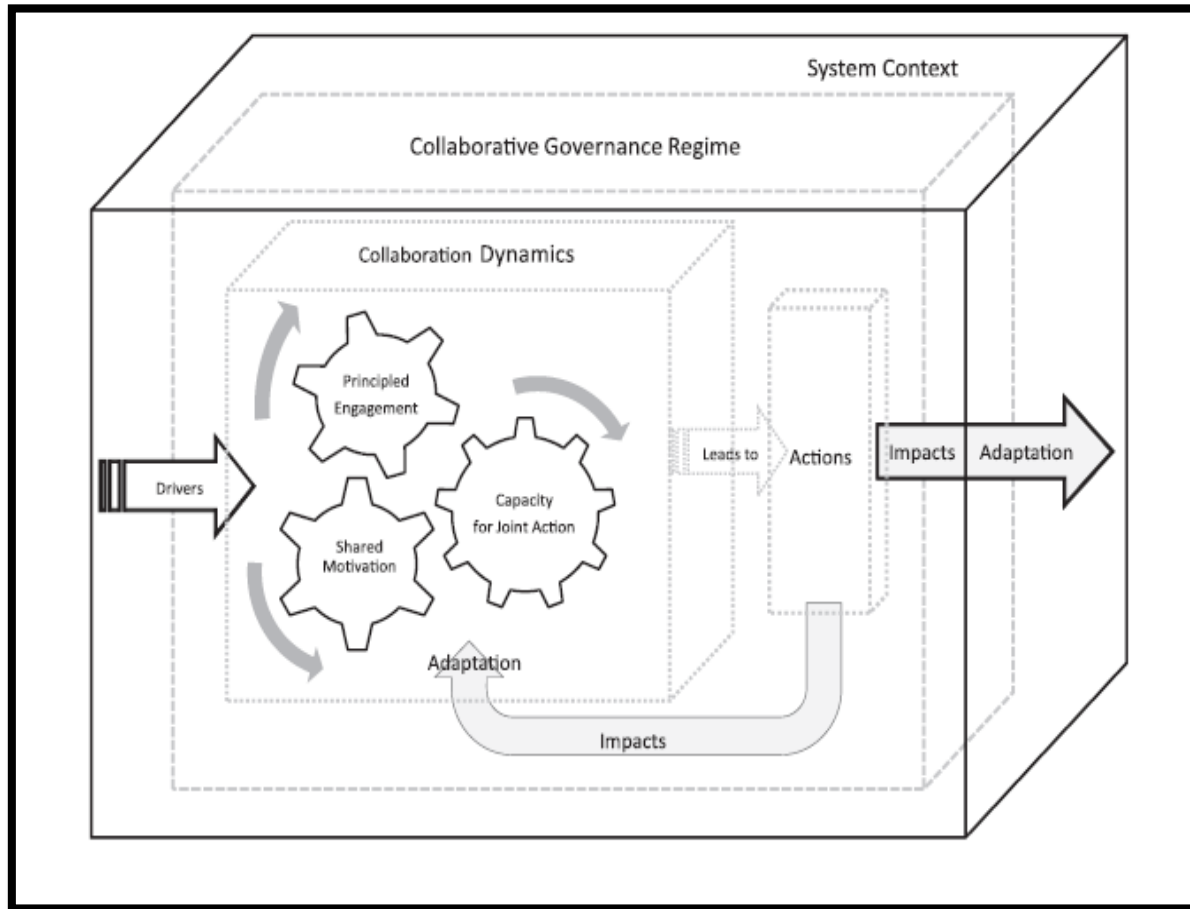 System Context
Collaborative Governance Regime
Collaboration Dynamics
Principled
Engagement
Drivers
Capacity
for Joint Action
Shared
Motivation
Leads to
Actions
Impacts
Adaptation
Adaptation
Impacts